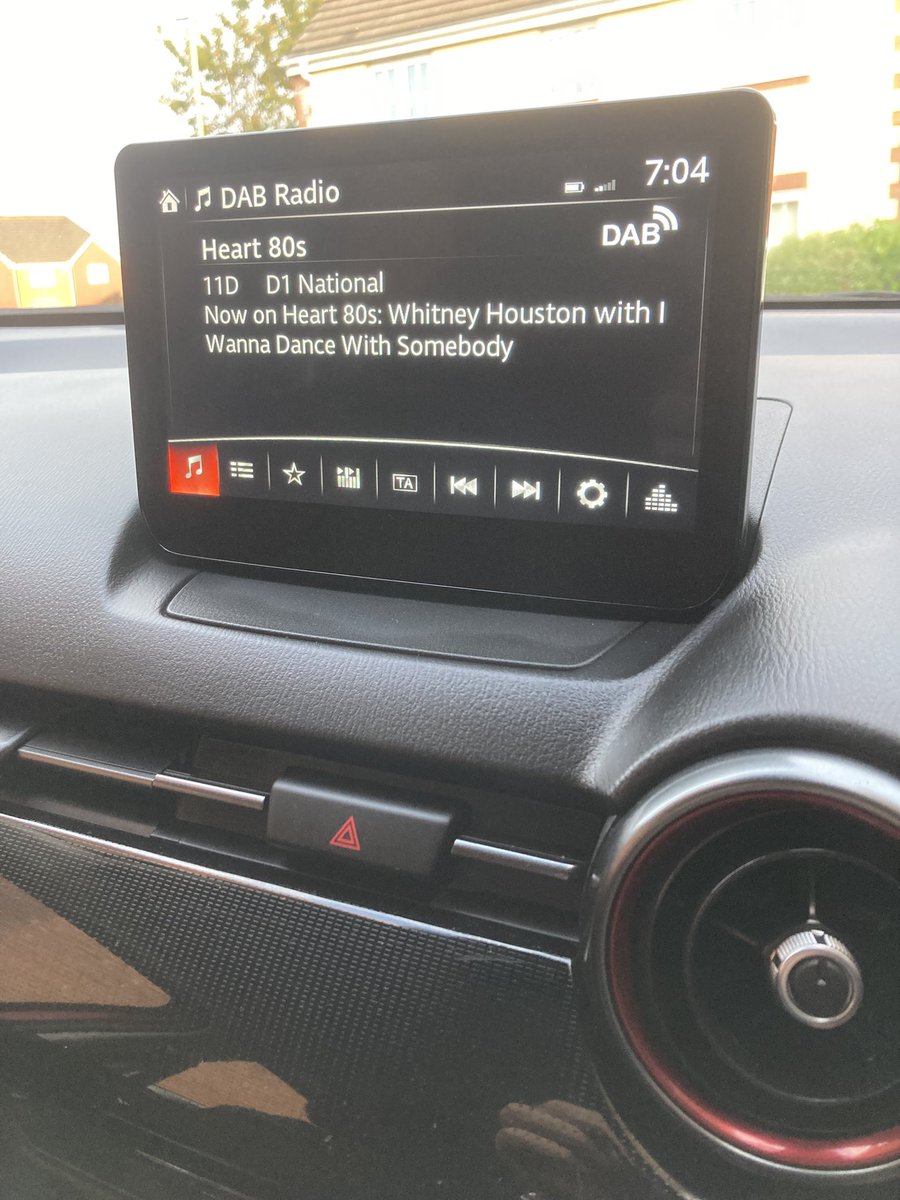 DAB Radio
7:04
Heart 80s
DAB
11D D1 National
Now on Heart 80s: Whitney Houston with I
Wanna Dance With Somebody
TA